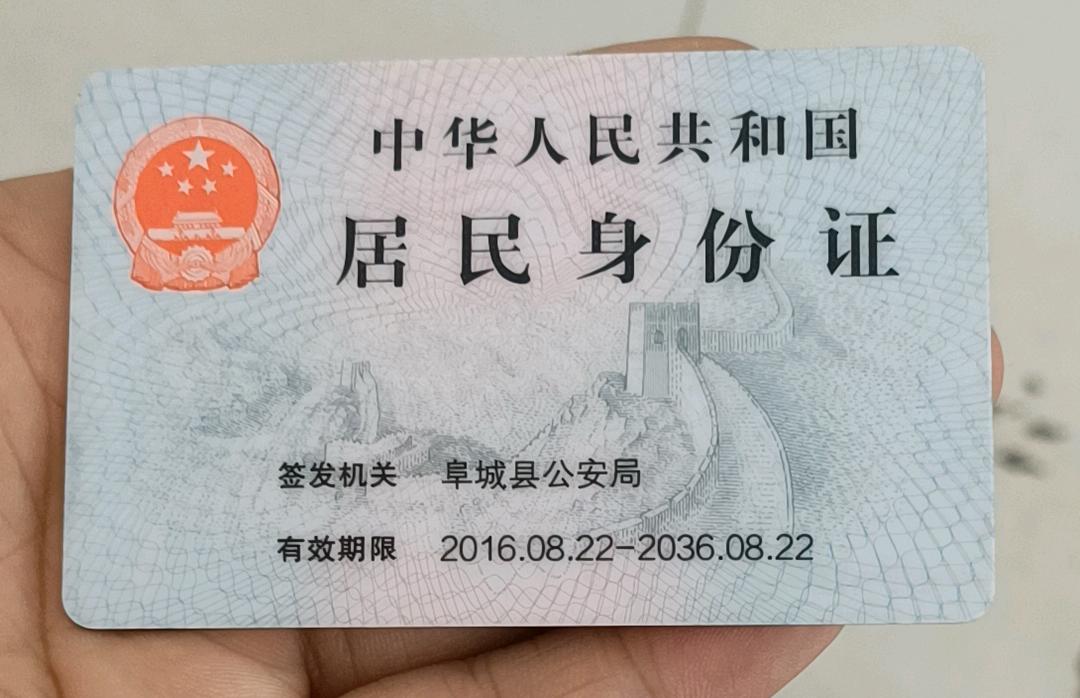 中华人民共和国
居民身份证
签发机关 阜城县公安局
有效期限 2016.08.22-2036.08.22